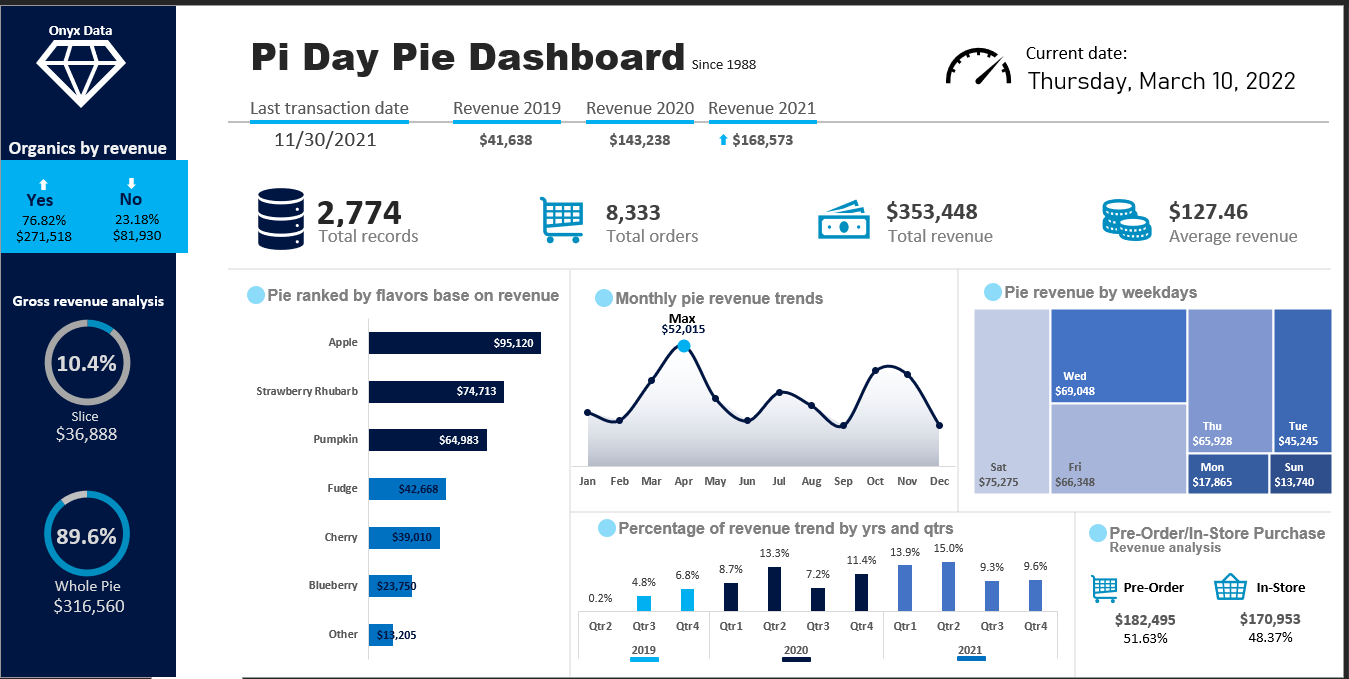 Onyx Data
Organics by revenue
Yes No
76.82% 23.18%
$271,518 $81,930
Gross revenue analysis
10.4%
Slice
$36,888
89.6%
Whole Pie
$316,560
Pi Day Pie Dashboard Since 1988
Current date:
Thursday, March 10, 2022
Last transaction date Revenue 2019 Revenue 2020 Revenue 2021
11/30/2021 $41,638 $143,238 $168,573
2,774
Total records
8,333
Total orders
$353,448
Total revenue
$127.46
Average revenue
Pie ranked by flavors base on revenue
Apple $95,120
Strawberry Rhubarb $74,713
Pumpkin $64,983
Fudge $42,668
Cherry $39,010
Blueberry $23,750
Other $13,205
Monthly pie revenue trends
Max
$52,015
Jan Feb Mar Apr May Jun Jul Aug Sep Oct Nov Dec
Pie revenue by weekdays
Sat
$75,275
Wed
$69,048
Fri
$66,348
Thu
$65,928
Tue
$45,245
Mon
$17,865
Sun
$13,740
Percentage of revenue trend by yrs and qtrs
0.2% 4.8% 6.8% 8.7% 13.3% 7.2% 11.4% 13.9% 15.0% 9.3% 9.6%
Qtr2 Qtr3 Qtr4 Qtr1 Qtr2 Qtr3 Qtr4 Qtr1 Qtr2 Qtr3 Qtr4
2019 2020 2021
Pre-Order/In-Store Purchase
Revenue analysis
Pre-Order In-Store
$182,495 $170,953
51.63% 48.37%